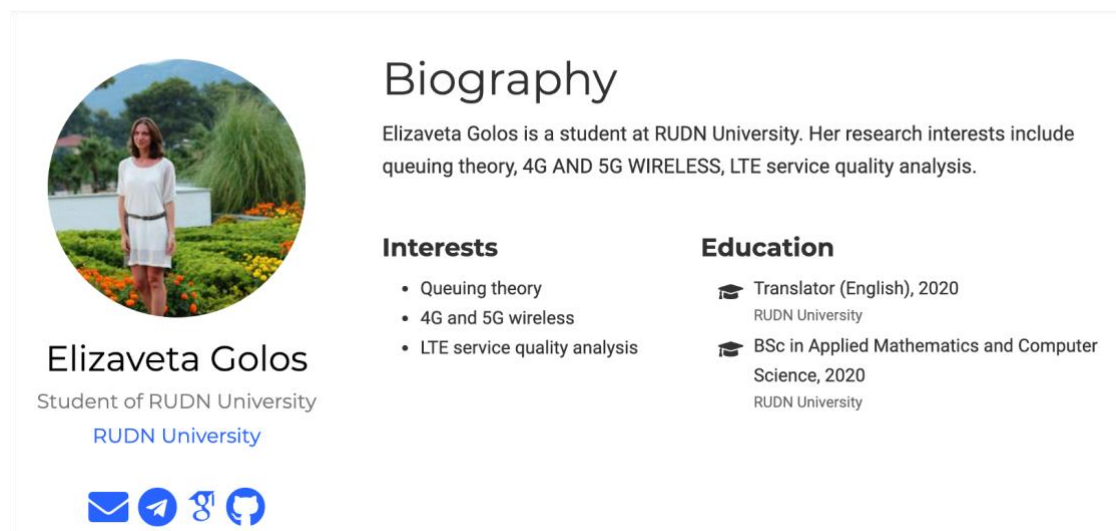 Biography
Elizaveta Golos is a student at RUDN University. Her research interests include
queuing theory, 4G AND 5G WIRELESS, LTE service quality analysis.
Interests
• Queuing theory
• 4G and 5G wireless
• LTE service quality analysis
Education
Translator (English), 2020
RUDN University
BSc in Applied Mathematics and Computer
Science, 2020
RUDN University
Elizaveta Golos
Student of RUDN University
RUDN University